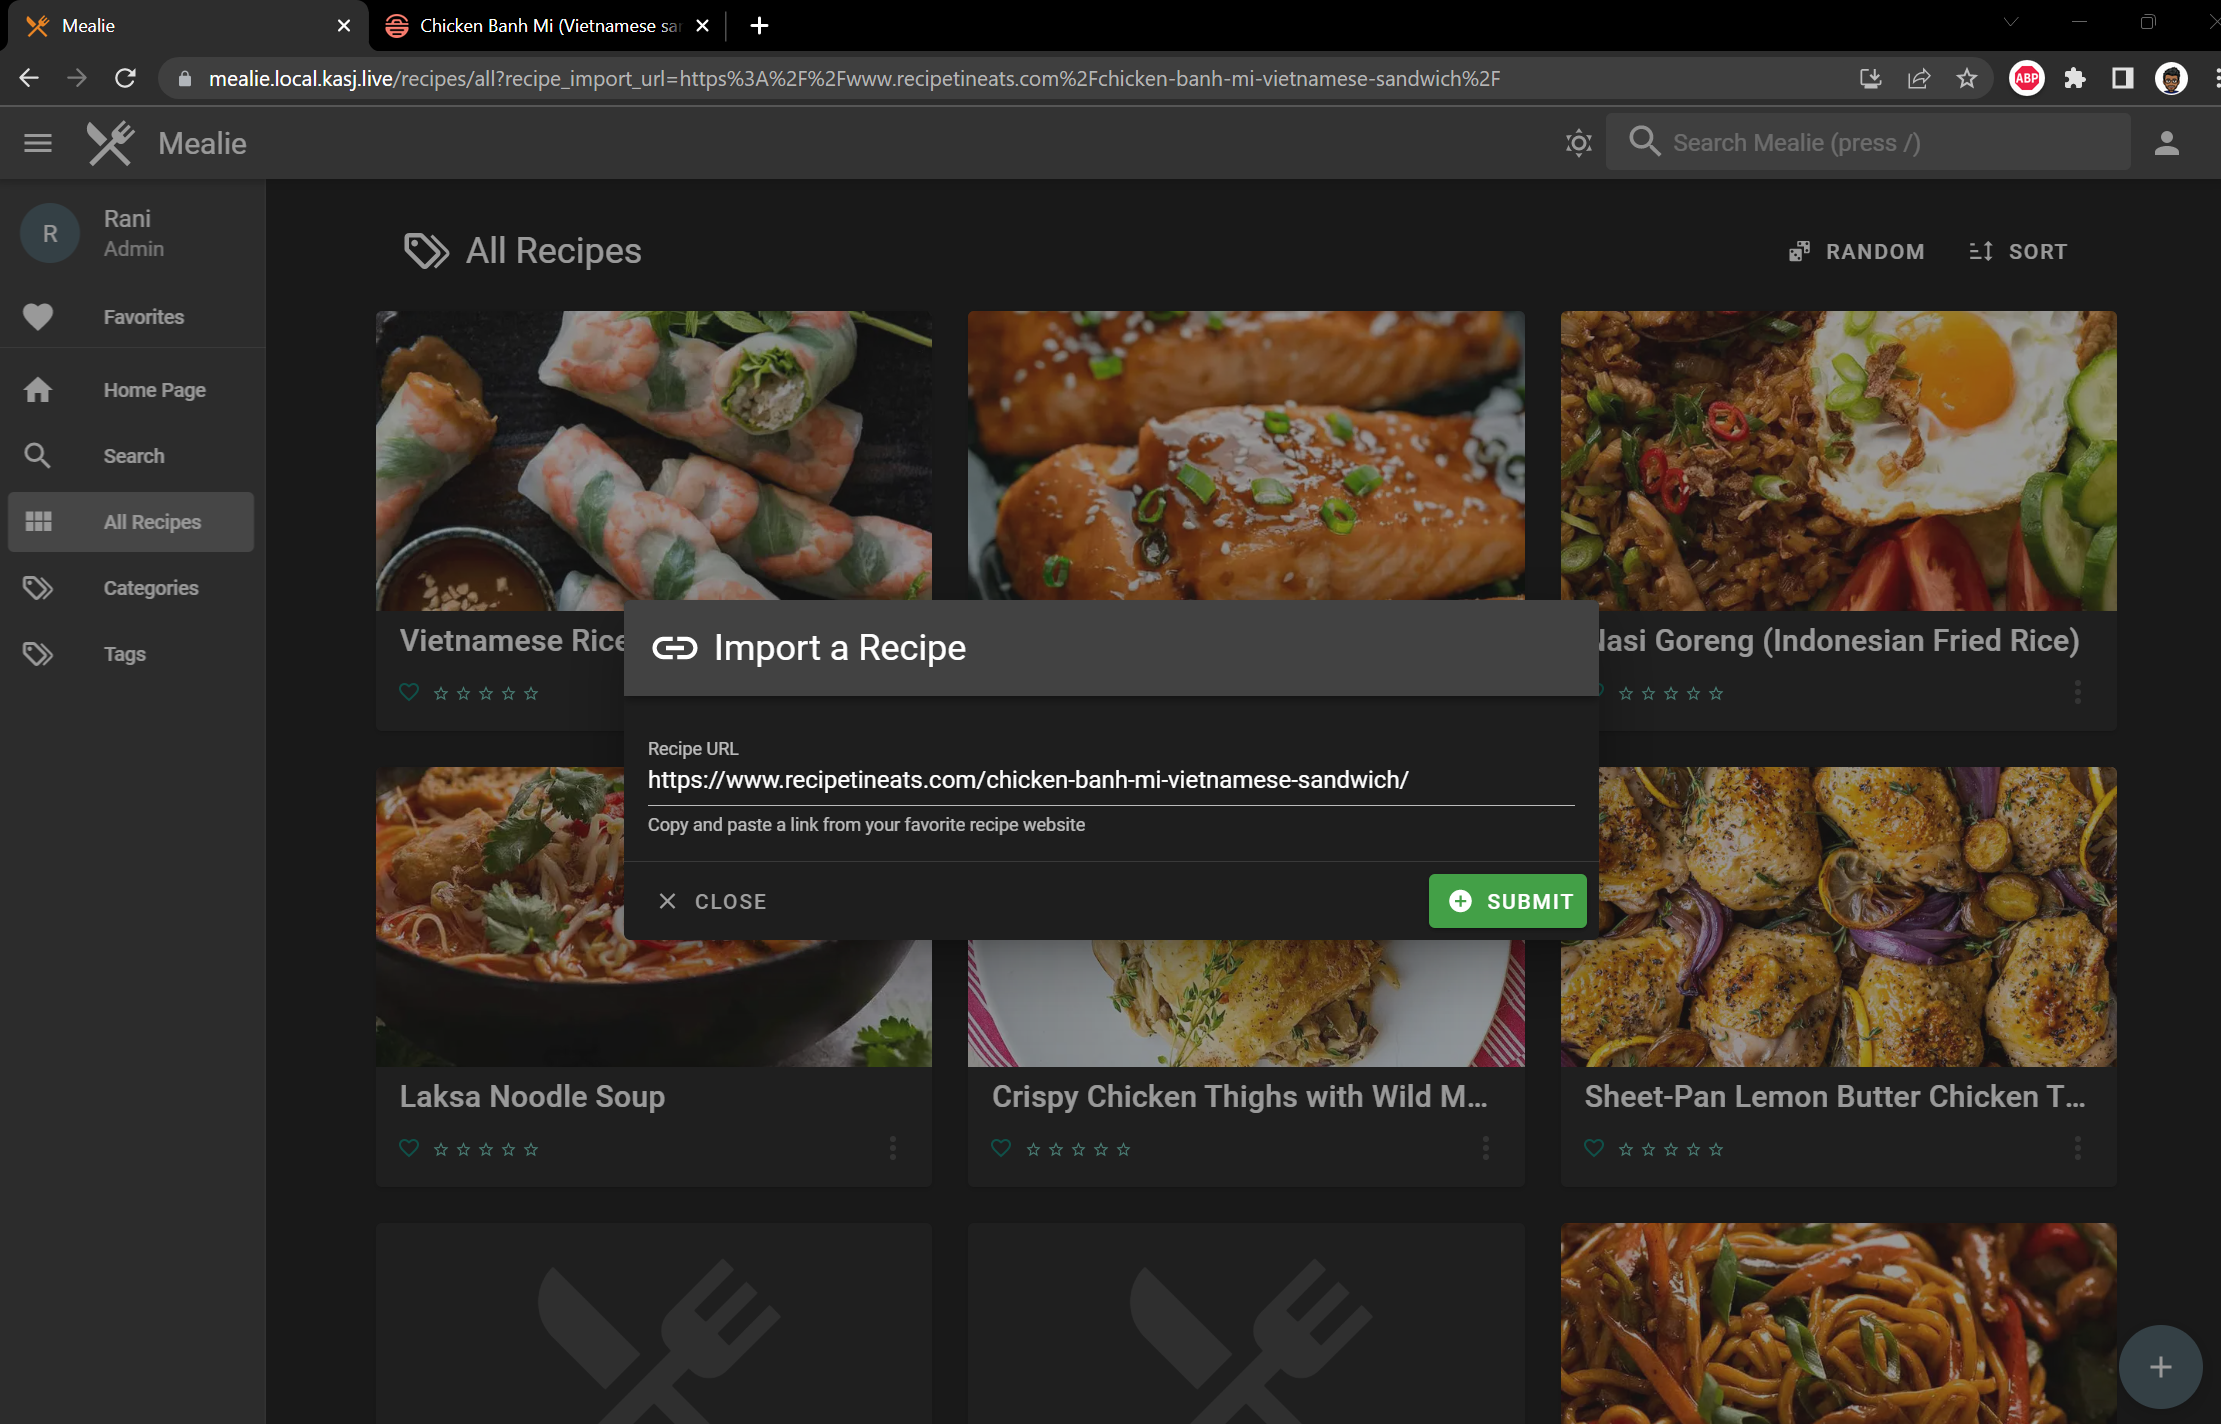 Mealie
Chicken Banh Mi (Vietnamese sa
mealie.local.kasj.live/recipes/all?recipe_import_url=https%3A%2F%2Fwww.recipetineats.com%2Fchicken-banh-mi-vietnamese-sandwich%2F
ABP
Mealie
Search Mealie (press /)
R
Rani
Admin
Favorites
Home Page
Search
All Recipes
Categories
Tags
All Recipes
RANDOM
SORT
Vietnamese Rice
asi Goreng (Indonesian Fried Rice)
Import a Recipe
Recipe URL
https://www.recipetineats.com/chicken-banh-mi-vietnamese-sandwich/
Copy and paste a link from your favorite recipe website
CLOSE
SUBMIT
Laksa Noodle Soup
Crispy Chicken Thighs with Wild M...
Sheet-Pan Lemon Butter Chicken T...